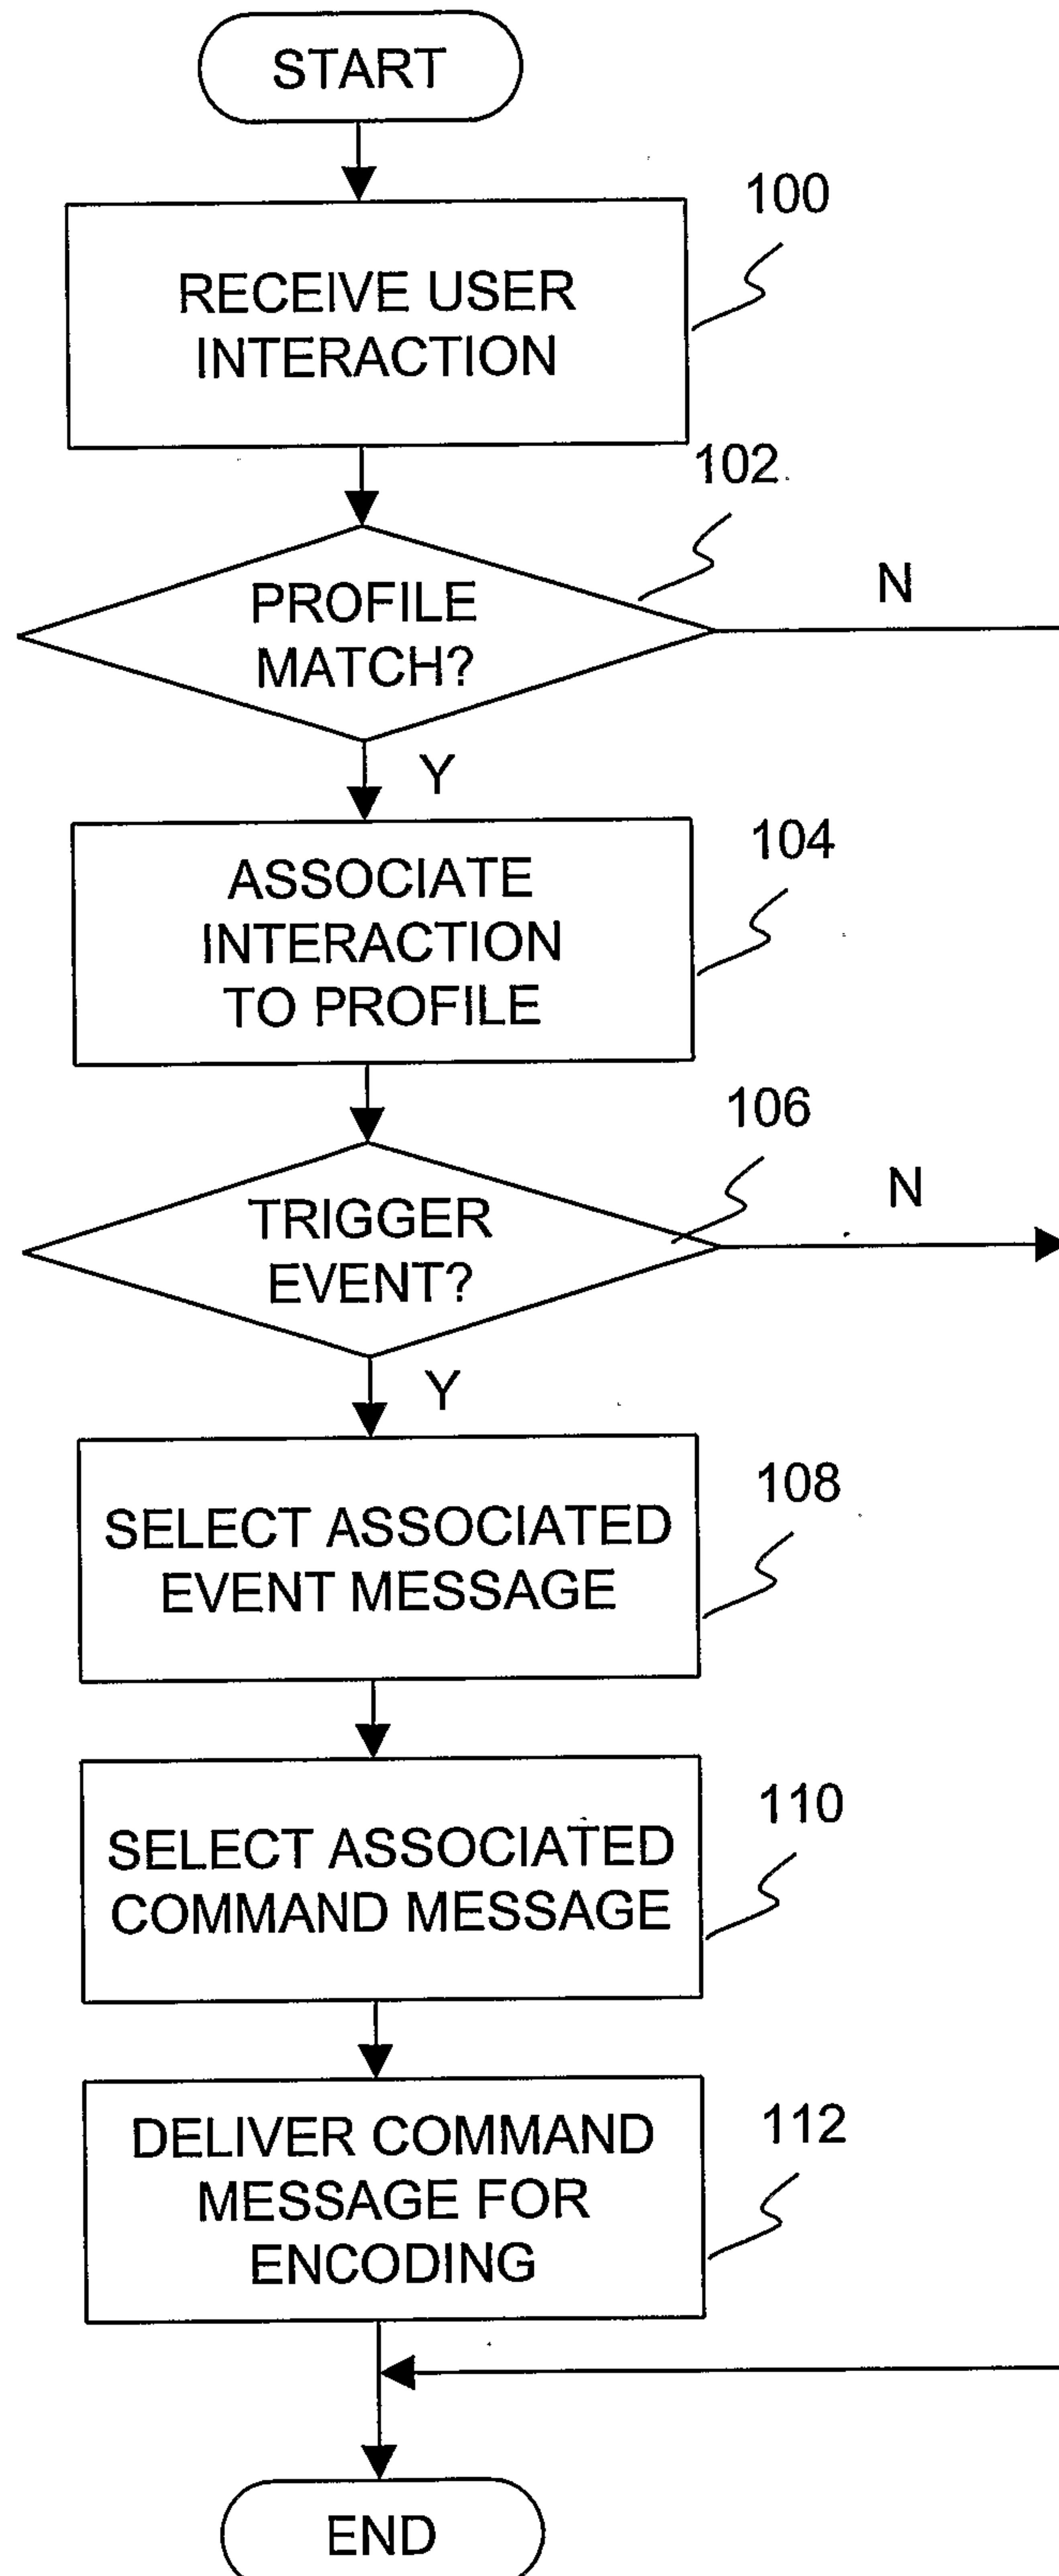 START
100
RECEIVE USER
INTERACTION
102
PROFILE
MATCH?
N
Y
104
ASSOCIATE
INTERACTION
TO PROFILE
106
TRIGGER
EVENT?
N
Y
108
SELECT ASSOCIATED
EVENT MESSAGE
110
SELECT ASSOCIATED
COMMAND MESSAGE
112
DELIVER COMMAND
MESSAGE FOR
ENCODING
END